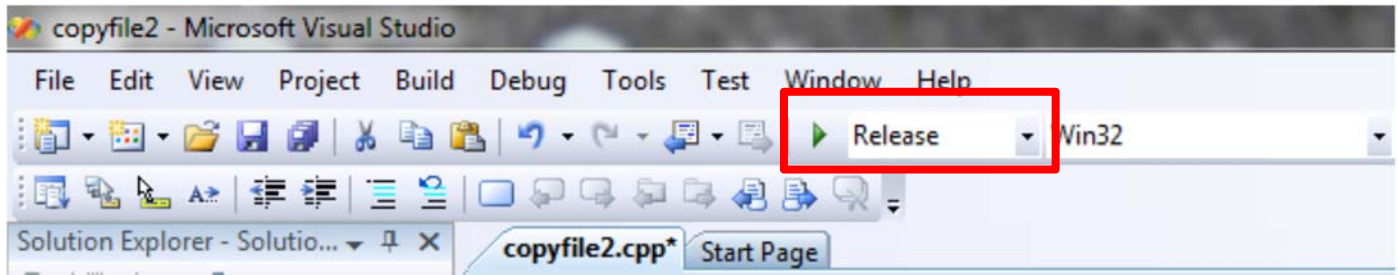 copyfile2 - Microsoft Visual Studio
File Edit View Project Build Debug Tools Test Window Help
Release Win32
Solution Explorer - Solutio...
copyfile2.cpp* Start Page